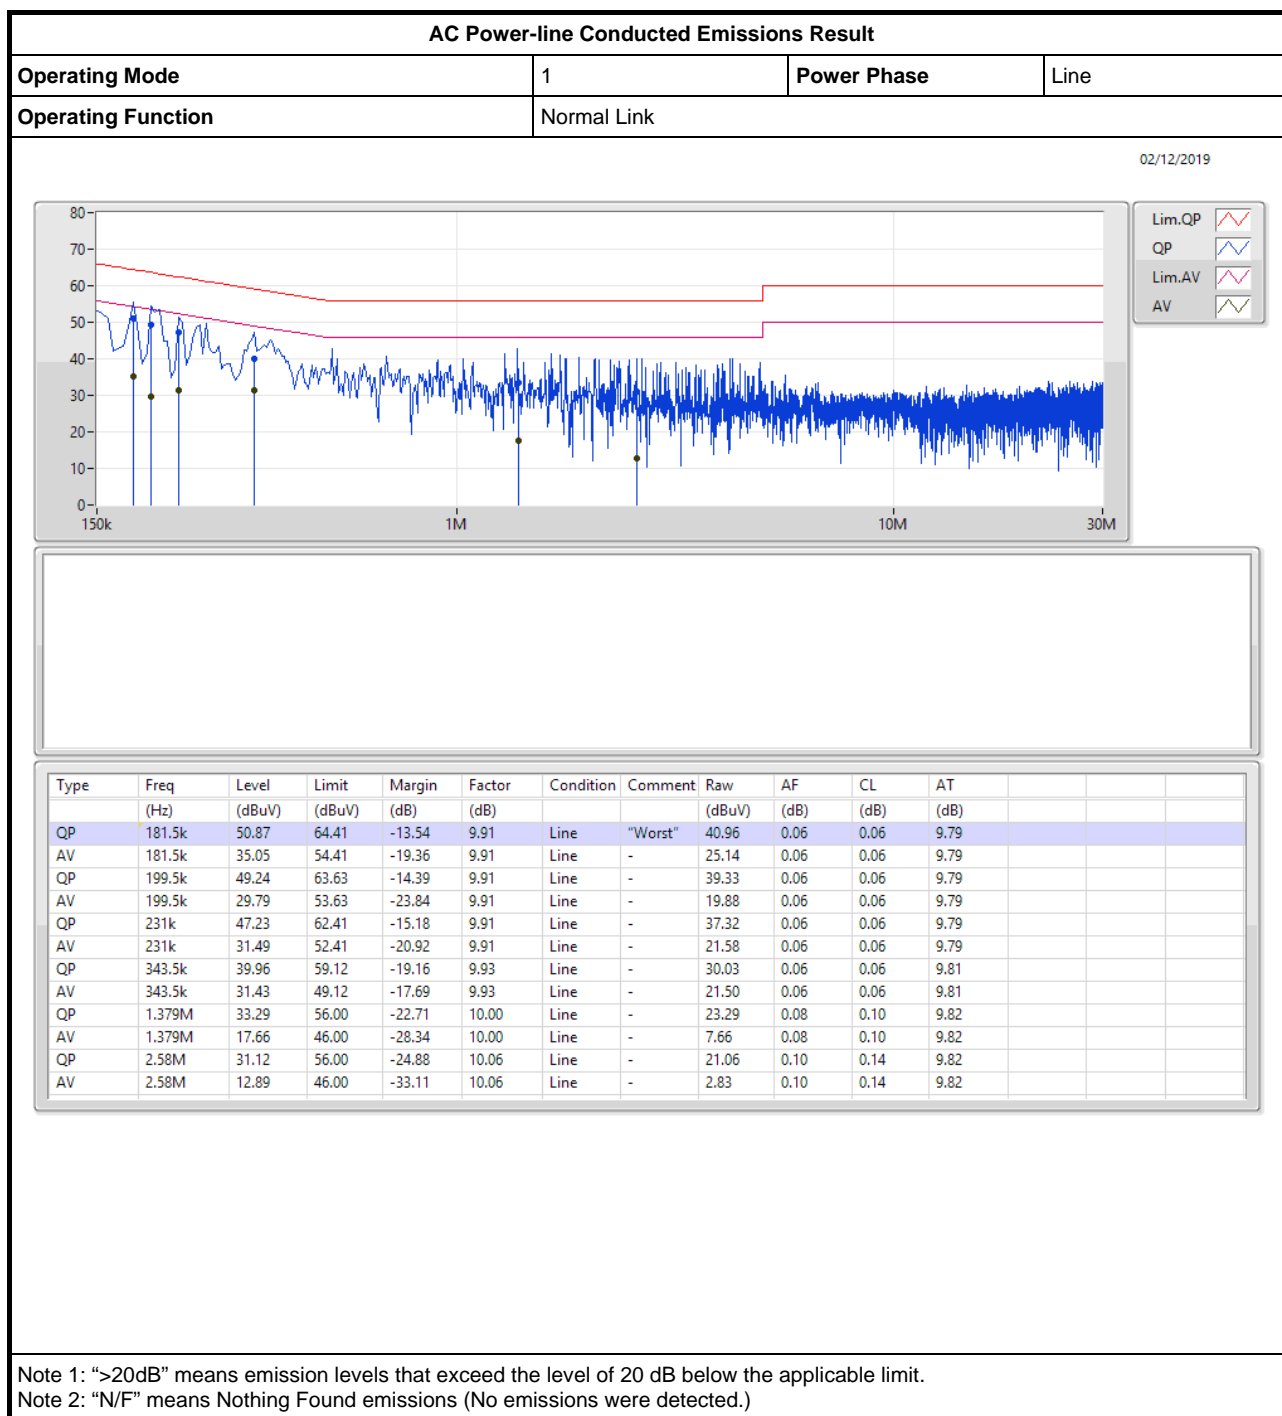 AC Power-line Conducted Emissions Result
Operating Mode 1 Power Phase Line
Operating Function Normal Link
02/12/2019
80
70
60
50
40
30
20
10
0
150k 1M 10M 30M
Lim.QP
QP
Lim.AV
AV
Type Freq Level Limit Margin Factor Condition Comment Raw AF CL AT
(Hz) (dBuV) (dBuV) (dB) (dB) (dBuV) (dB) (dB) (dB)
QP 181.5k 50.87 64.41 -13.54 9.91 Line "Worst" 40.96 0.06 0.06 9.79
AV 181.5k 35.05 54.41 -19.36 9.91 Line - 25.14 0.06 0.06 9.79
QP 199.5k 49.24 63.63 -14.39 9.91 Line - 39.33 0.06 0.06 9.79
AV 199.5k 29.79 53.63 -23.84 9.91 Line - 19.88 0.06 0.06 9.79
QP 231k 47.23 62.41 -15.18 9.91 Line - 37.32 0.06 0.06 9.79
AV 231k 31.49 52.41 -20.92 9.91 Line - 21.58 0.06 0.06 9.79
QP 343.5k 39.96 59.12 -19.16 9.93 Line - 30.03 0.06 0.06 9.81
AV 343.5k 31.43 49.12 -17.69 9.93 Line - 21.50 0.06 0.06 9.81
QP 1.379M 33.29 56.00 -22.71 10.00 Line - 23.29 0.08 0.10 9.82
AV 1.379M 17.66 46.00 -28.34 10.00 Line - 7.66 0.08 0.10 9.82
QP 2.58M 31.12 56.00 -24.88 10.06 Line - 21.06 0.10 0.14 9.82
AV 2.58M 12.89 46.00 -33.11 10.06 Line - 2.83 0.10 0.14 9.82
Note 1: “>20dB” means emission levels that exceed the level of 20 dB below the applicable limit.
Note 2: “N/F” means Nothing Found emissions (No emissions were detected.)